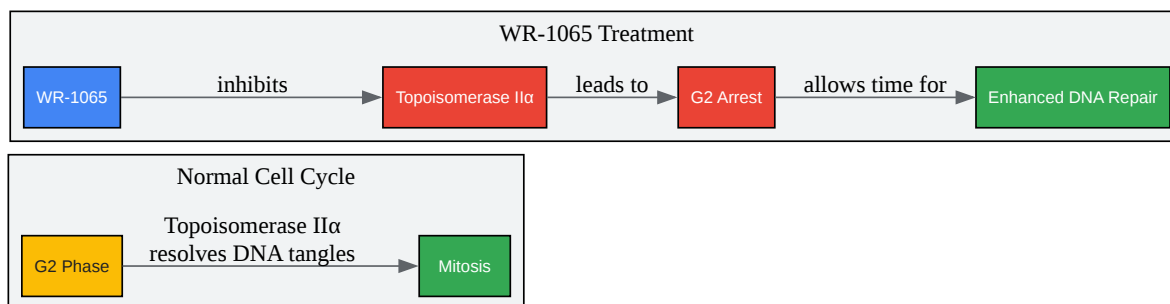 WR-1065 Treatment
WR-1065
inhibits
Topoisomerase IIα
leads to
G2 Arrest
allows time for
Enhanced DNA Repair
Normal Cell Cycle
G2 Phase
Topoisomerase IIα
resolves DNA tangles
Mitosis